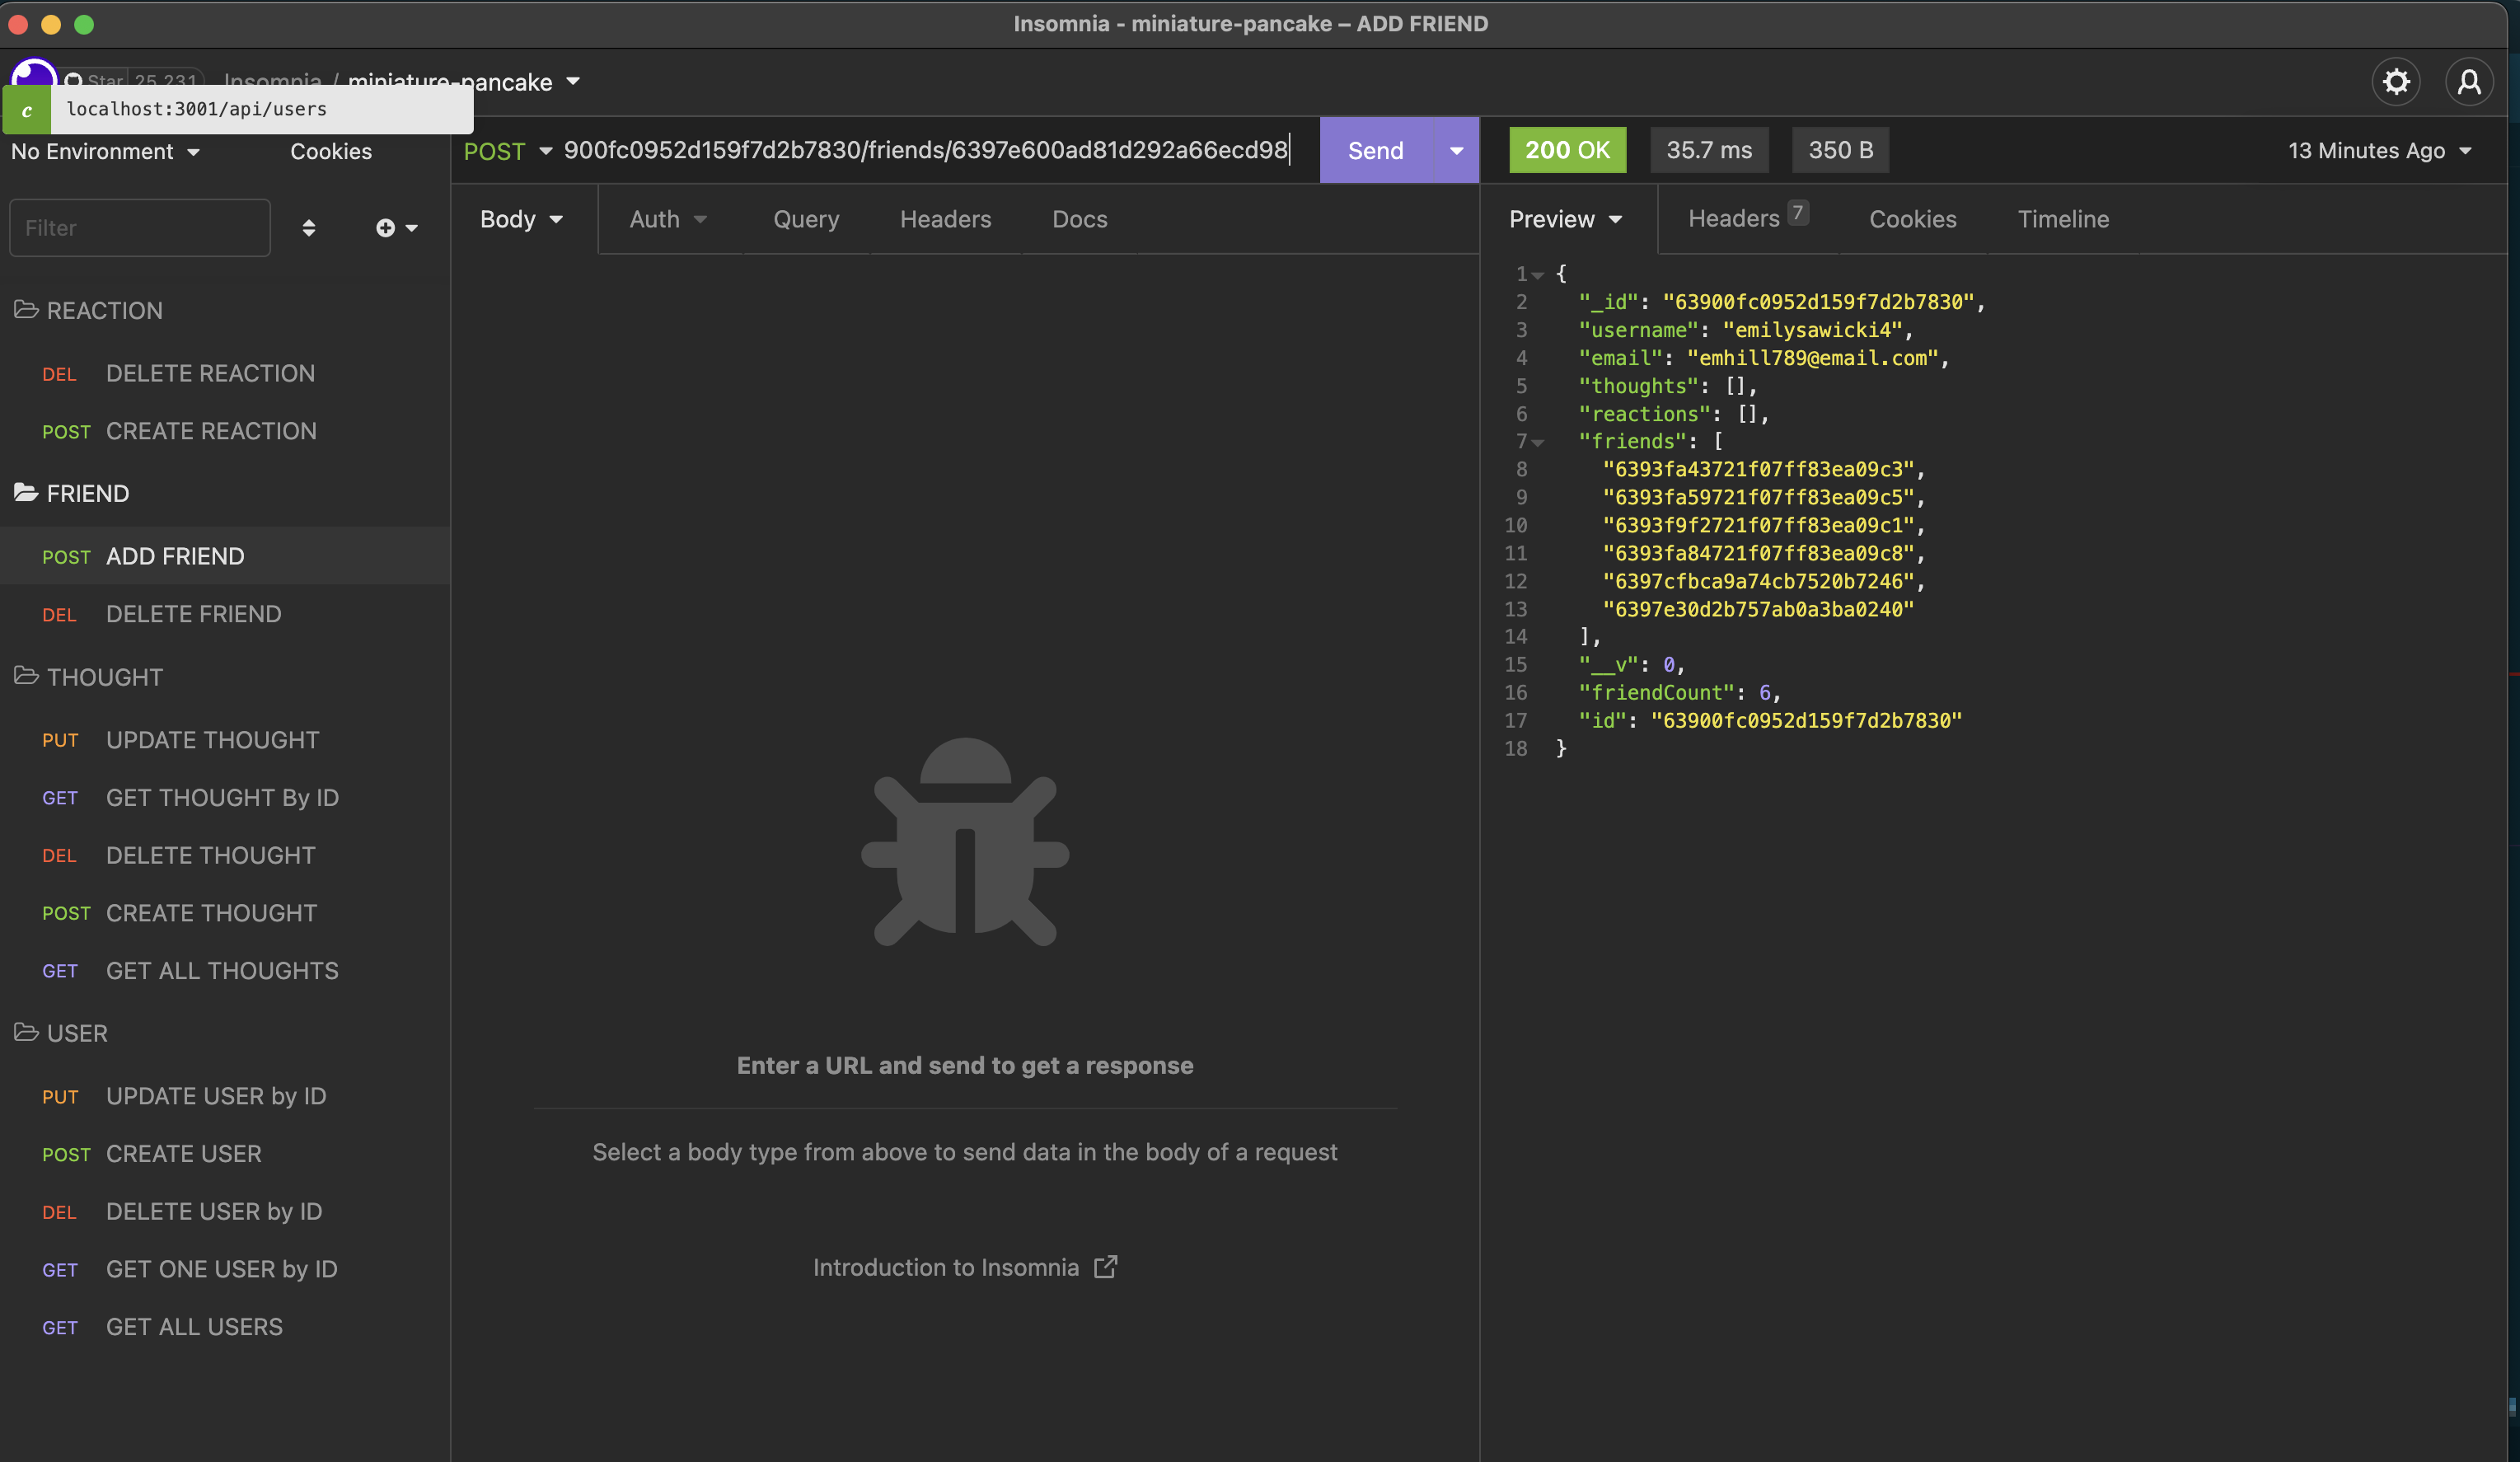 Insomnia - miniature-pancake – ADD FRIEND
Star 25,231 Insomnia / miniature-pancake
c localhost:3001/api/users
No Environment Cookies
POST 900fc0952d159f7d2b7830/friends/6397e600ad81d292a66ecd98 Send
200 OK 35.7 ms 350 B 13 Minutes Ago
Filter
Body Auth Query Headers Docs
Preview Headers 7 Cookies Timeline
REACTION
DEL DELETE REACTION
POST CREATE REACTION
FRIEND
POST ADD FRIEND
DEL DELETE FRIEND
THOUGHT
PUT UPDATE THOUGHT
GET GET THOUGHT By ID
DEL DELETE THOUGHT
POST CREATE THOUGHT
GET GET ALL THOUGHTS
USER
PUT UPDATE USER by ID
POST CREATE USER
DEL DELETE USER by ID
GET GET ONE USER by ID
GET GET ALL USERS
Enter a URL and send to get a response
Select a body type from above to send data in the body of a request
Introduction to Insomnia
1 {
2 "_id": "63900fc0952d159f7d2b7830",
3 "username": "emilysawicki4",
4 "email": "emhill789@email.com",
5 "thoughts": [],
6 "reactions": [],
7 "friends": [
8 "6393fa43721f07ff83ea09c3",
9 "6393fa59721f07ff83ea09c5",
10 "6393f9f2721f07ff83ea09c1",
11 "6393fa84721f07ff83ea09c8",
12 "6397cfbca9a74cb7520b7246",
13 "6397e30d2b757ab0a3ba0240"
14 ],
15 "__v": 0,
16 "friendCount": 6,
17 "id": "63900fc0952d159f7d2b7830"
18 }